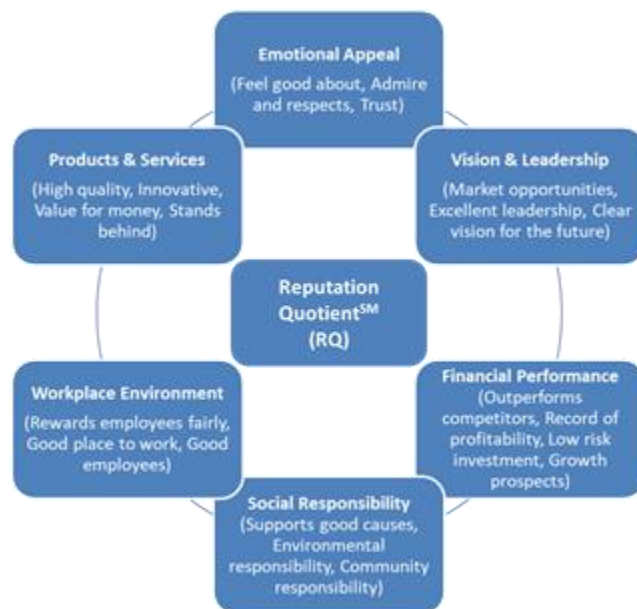 Emotional Appeal
(Feel good about, Admire
and respects, Trust)
Products & Services
(High quality, Innovative,
Value for money, Stands
behind)
Vision & Leadership
(Market opportunities,
Excellent leadership, Clear
vision for the future)
Reputation
Quotient℠
(RQ)
Workplace Environment
(Rewards employees fairly,
Good place to work, Good
employees)
Financial Performance
(Outperforms
competitors, Record of
profitability, Low risk
investment, Growth
prospects)
Social Responsibility
(Supports good causes,
Environmental
responsibility, Community
responsibility)